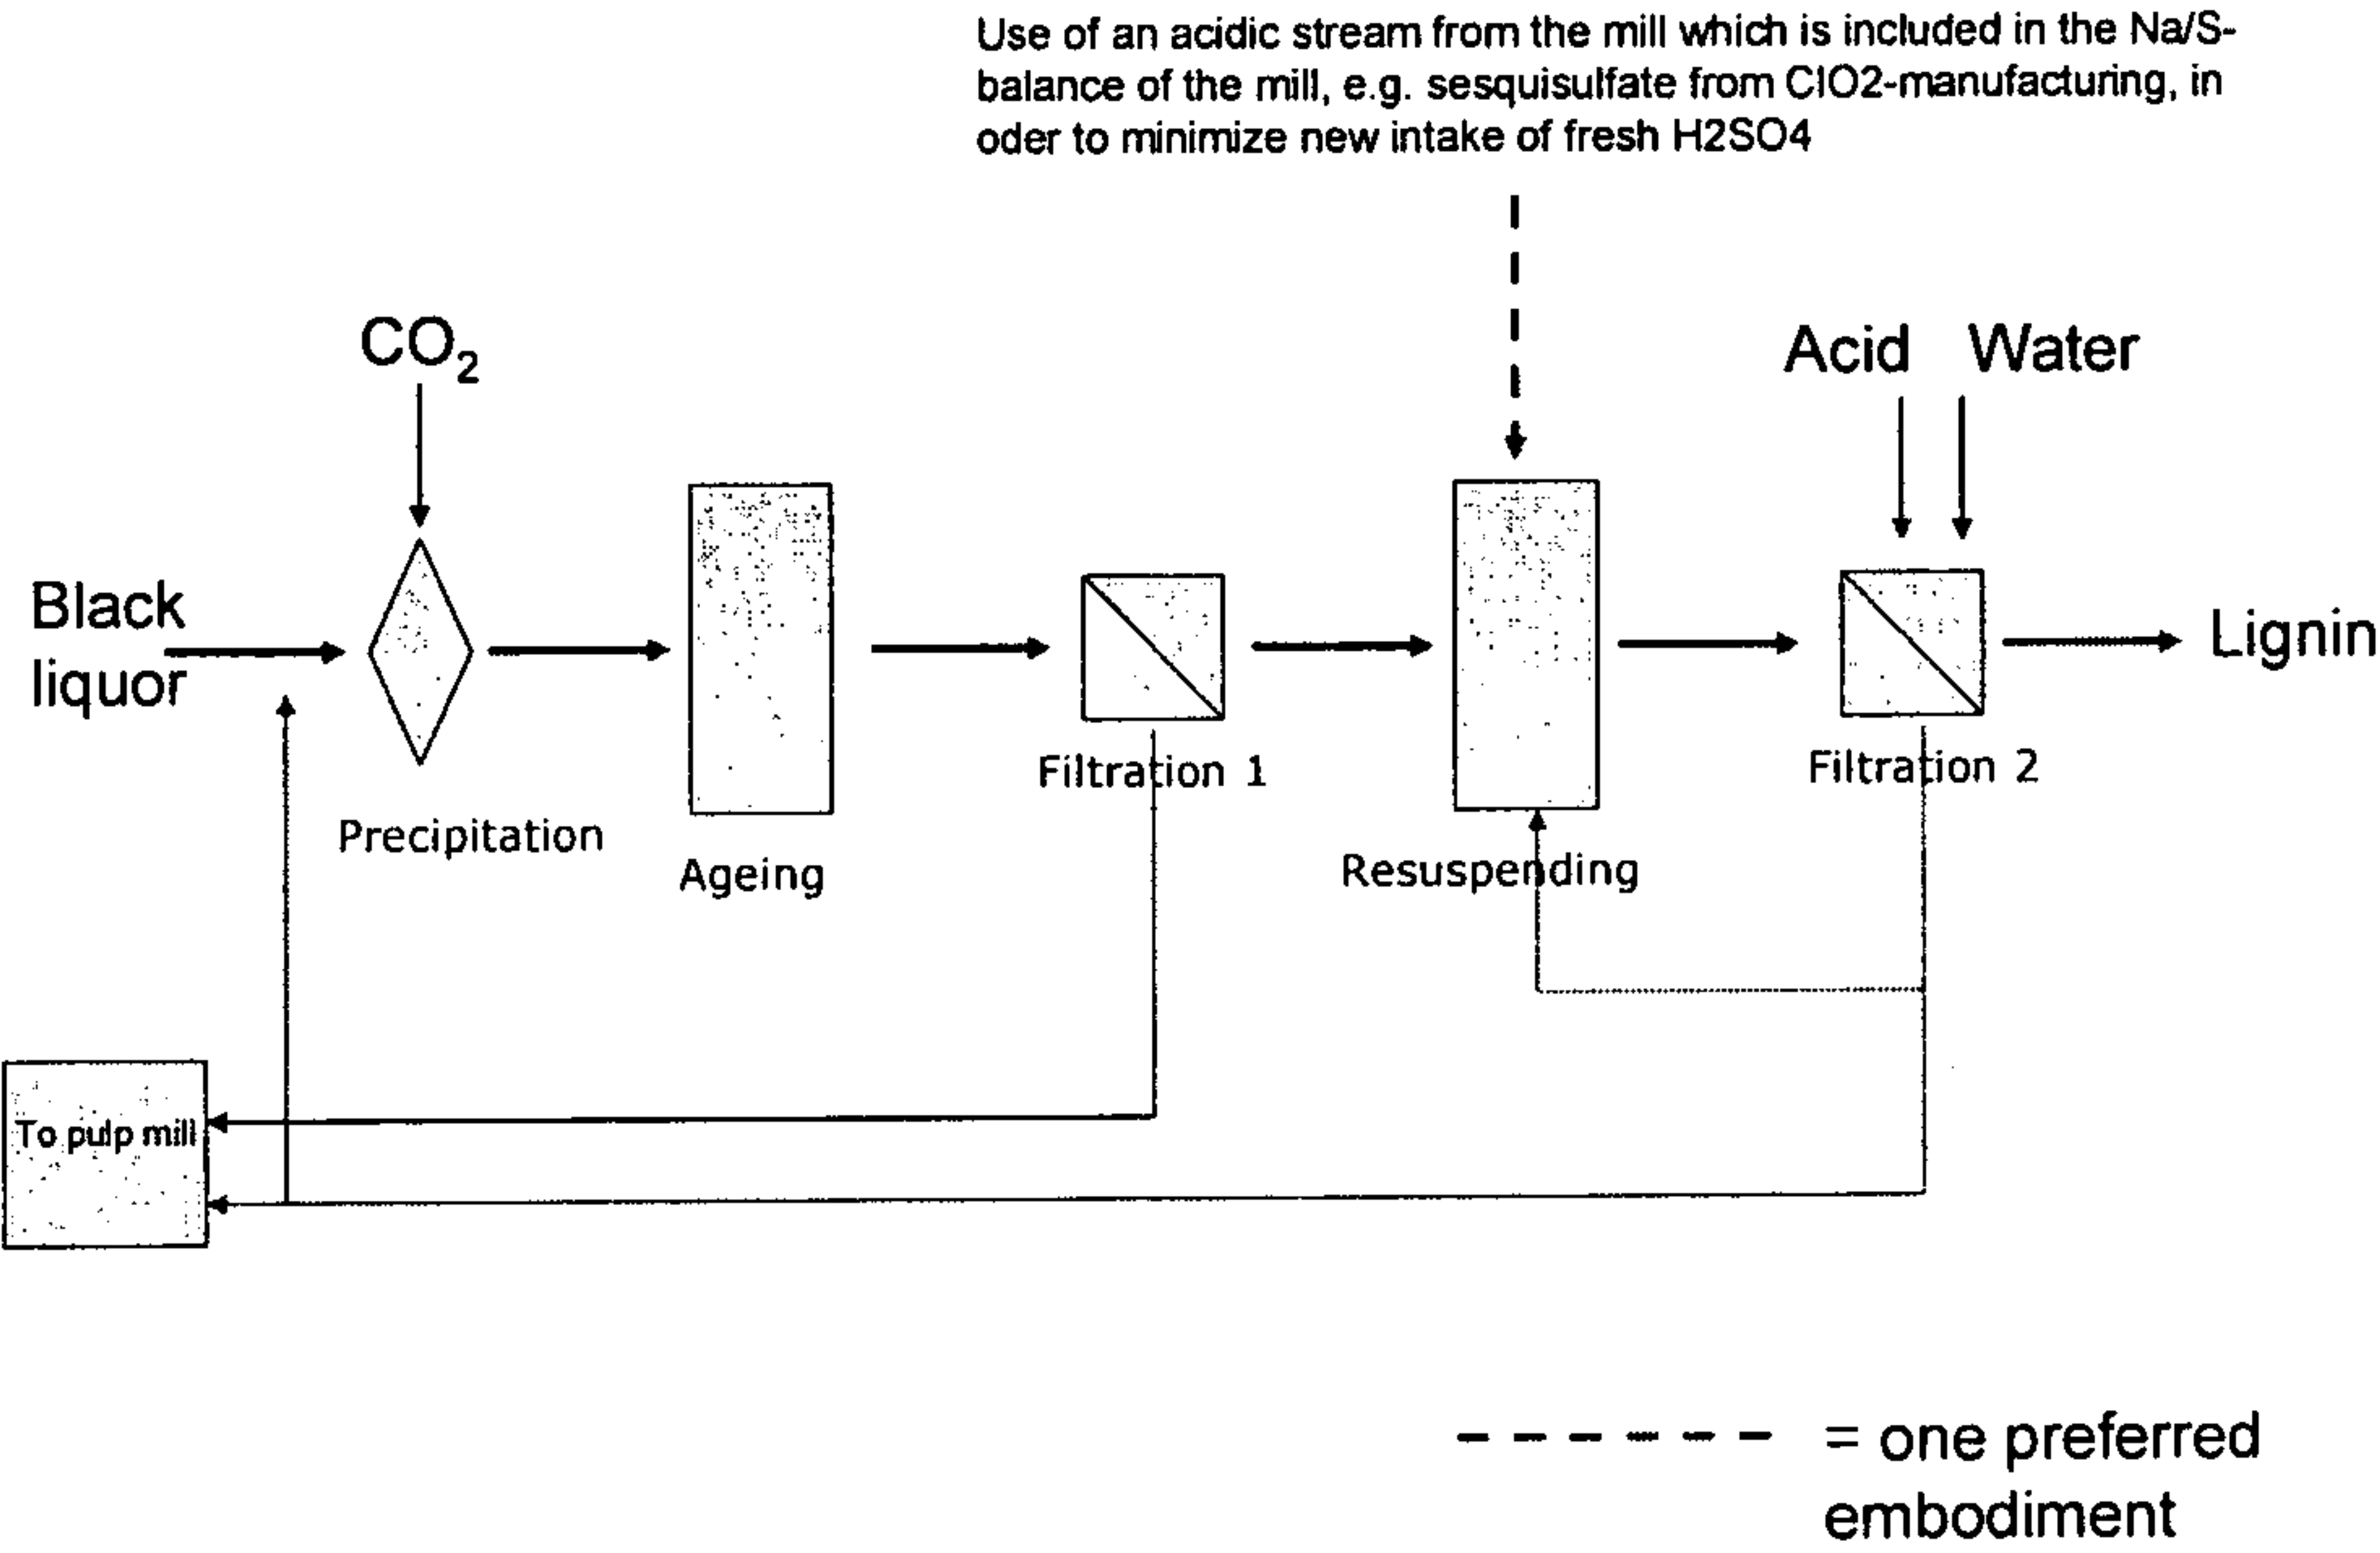 Use of an acidic stream from the mill which is included in the Na/S-
balance of the mill, e.g. sesquisulfate from ClO2-manufacturing, in
oder to minimize new intake of fresh H2SO4
CO₂
Acid Water
Black
liquor
Lignin
Filtration 1
Filtration 2
Precipitation
Ageing
Resuspending
To pulp mill
= one preferred
embodiment